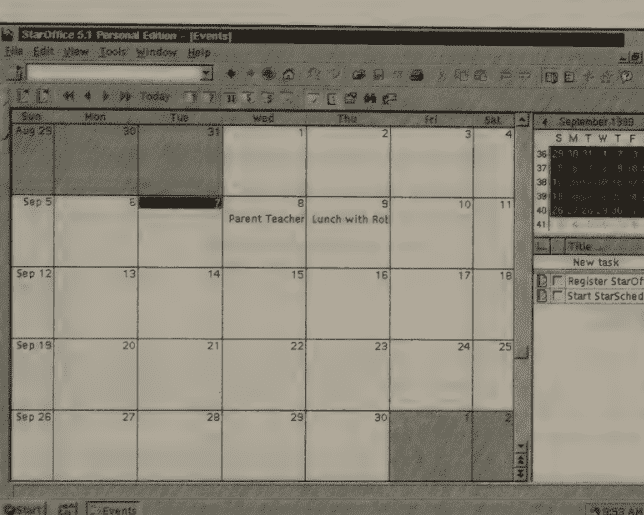 StarOffice 5.1 Personal Edition - [Events]
File Edit View Tools Window Help
Today
Sun Mon Tue Wed Thu Fri Sat
Aug 29 30 31 1 2 3 4
Sep 5 6 7 8 9 10 11
Parent Teacher Lunch with Rob
Sep 12 13 14 15 16 17 18
Sep 19 20 21 22 23 24 25
Sep 26 27 28 29 30 1 2
September 1999
S M T W T F
36
37
38
39
40
41
Title
New task
Register StarOf
Start StarSched
Start Events 9:53 AM